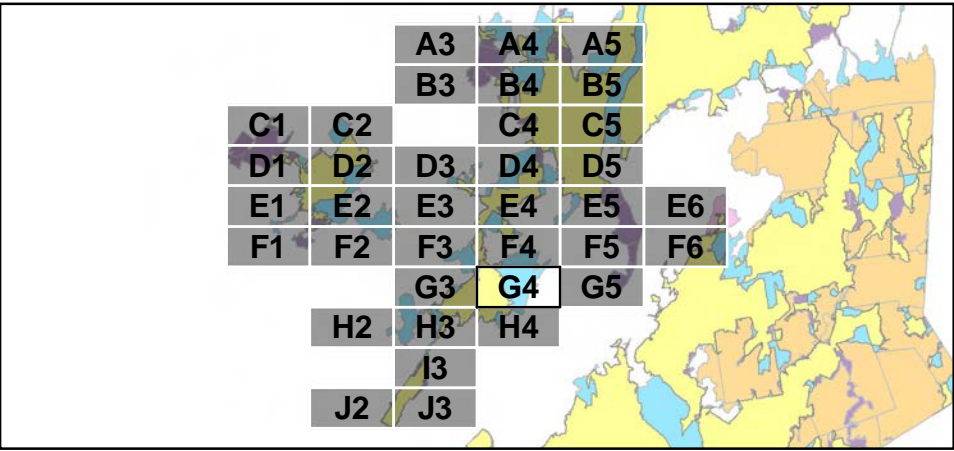 A3 A4 A5
B3 B4 B5
C1 C2 C4 C5
D1 D2 D3 D4 D5
E1 E2 E3 E4 E5 E6
F1 F2 F3 F4 F5 F6
G3 G4 G5
H2 H3 H4
I3
J2 J3